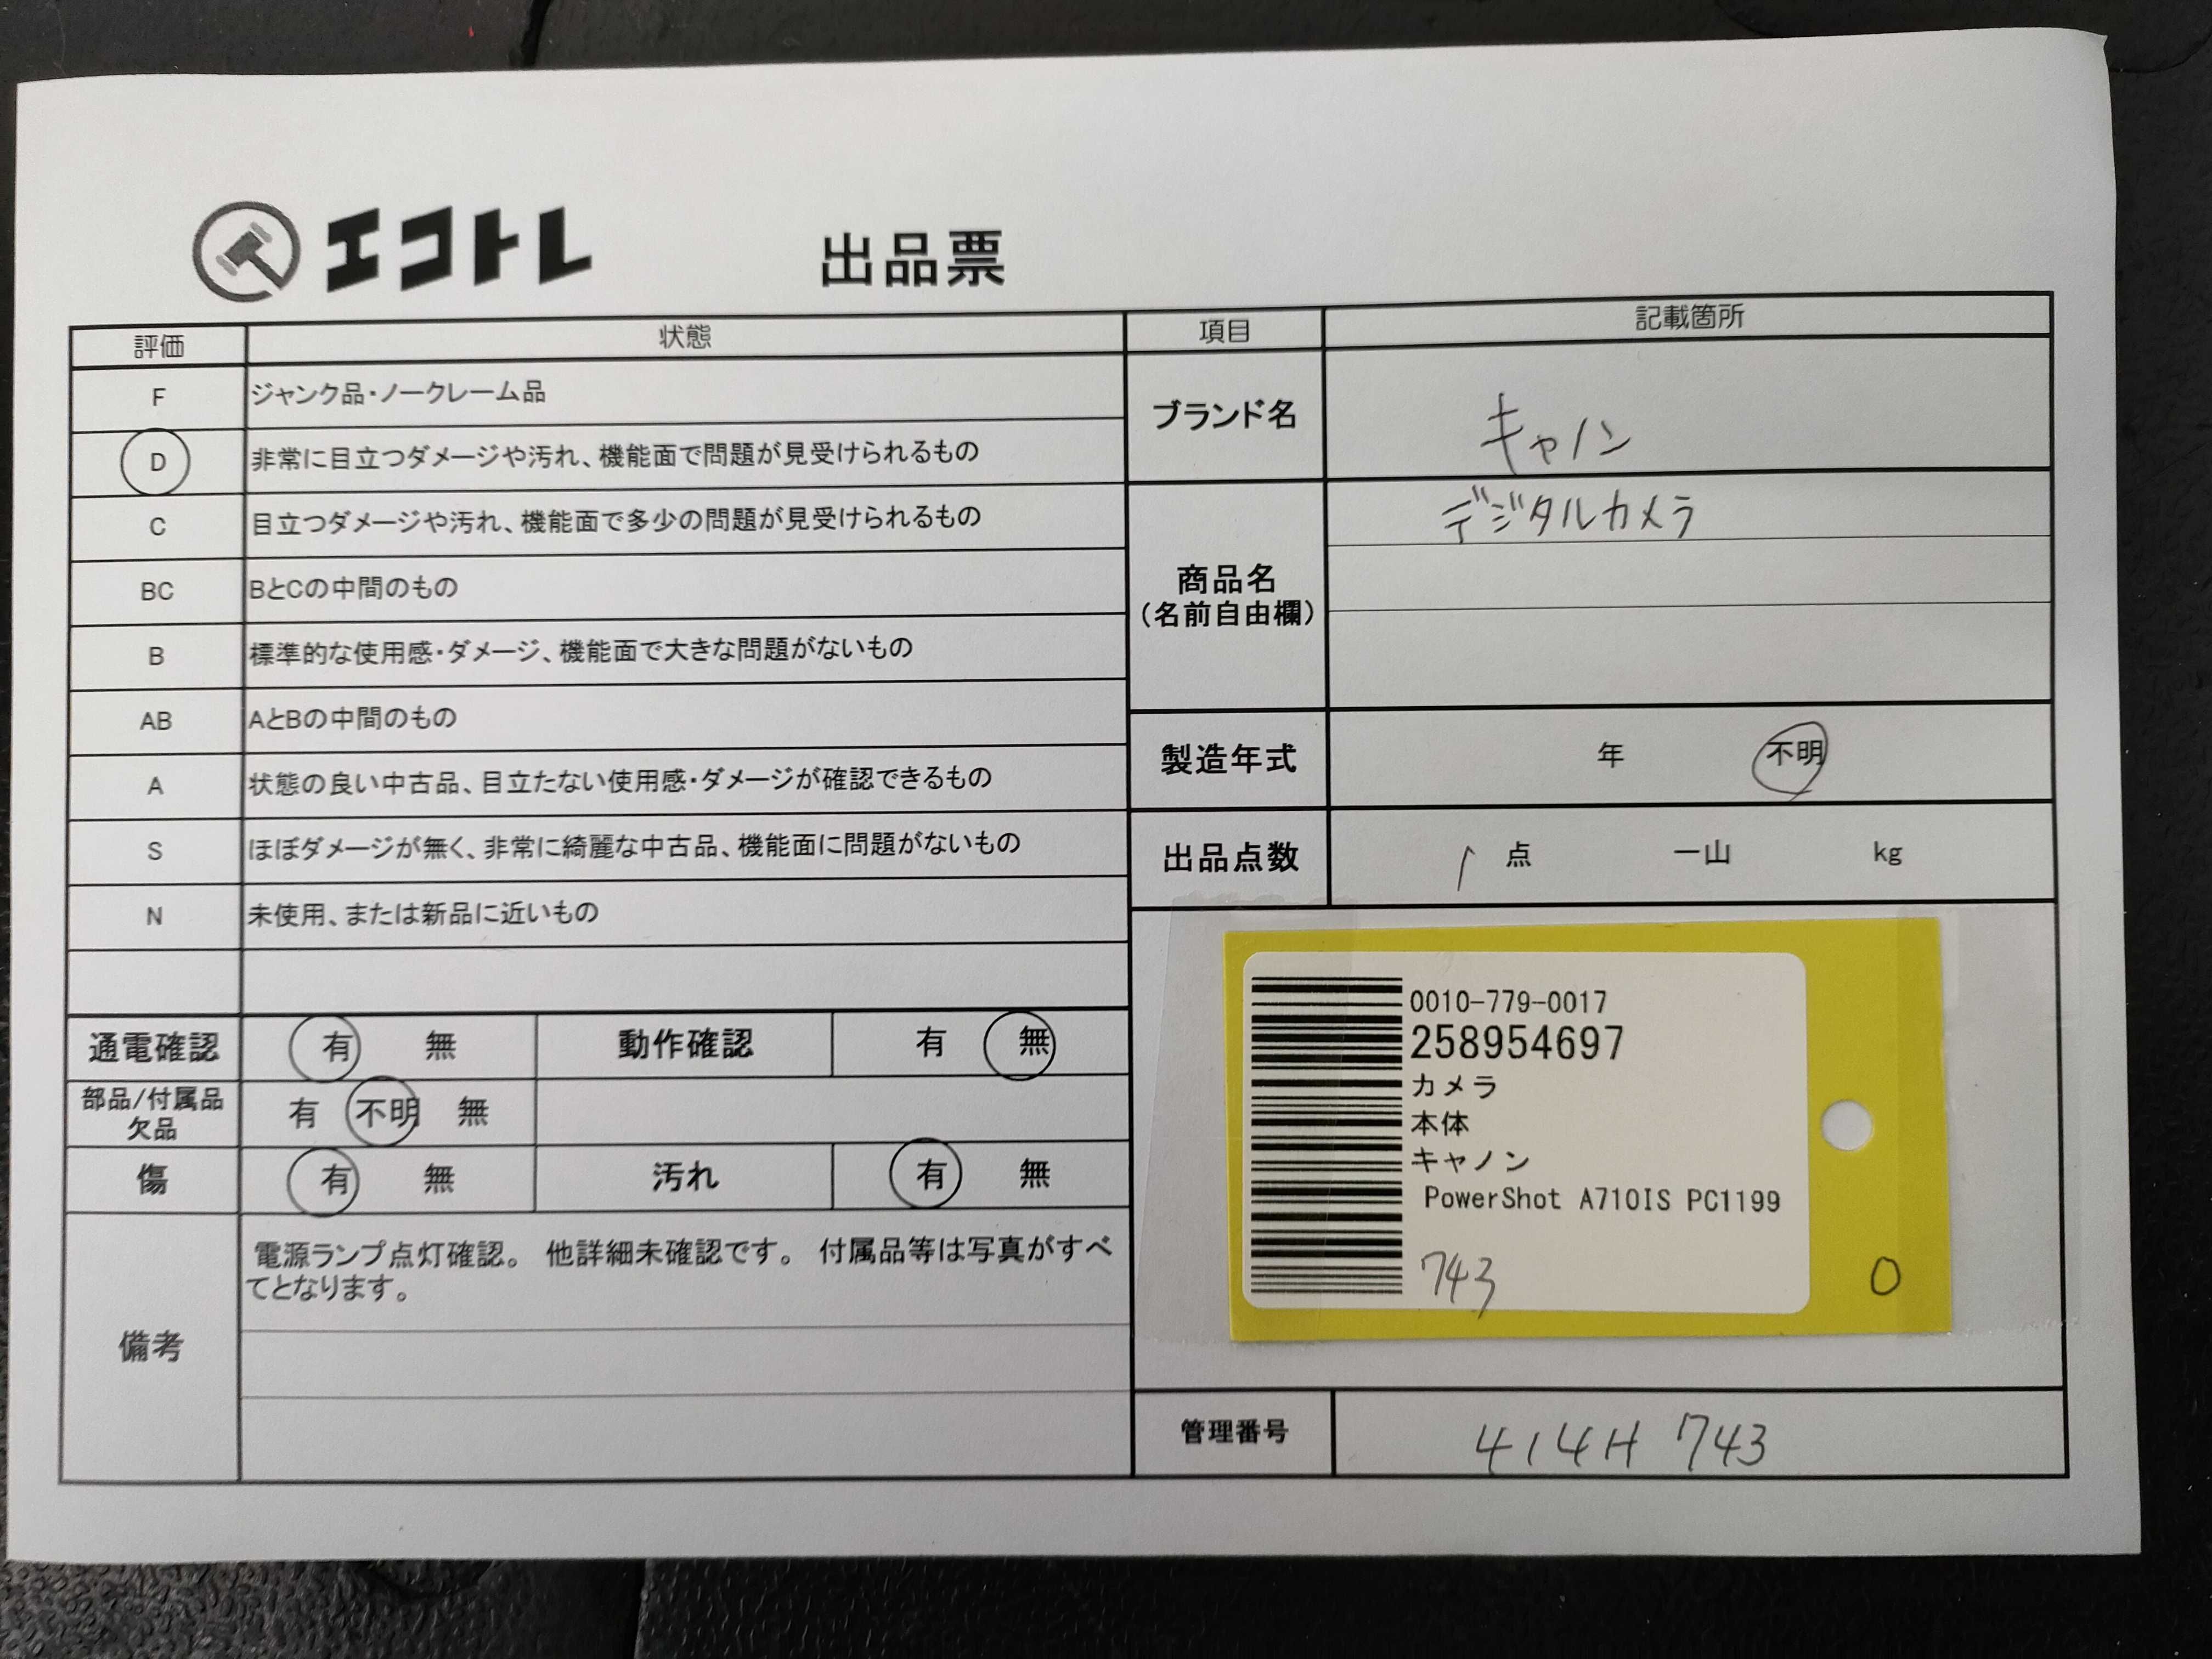 エコトレ
出品票
評価 状態
F ジャンク品・ノークレーム品
D 非常に目立つダメージや汚れ、機能面で問題が見受けられるもの
C 目立つダメージや汚れ、機能面で多少の問題が見受けられるもの
BC BとCの中間のもの
B 標準的な使用感・ダメージ、機能面で大きな問題がないもの
AB AとBの中間のもの
A 状態の良い中古品、目立たない使用感・ダメージが確認できるもの
S ほぼダメージが無く、非常に綺麗な中古品、機能面に問題がないもの
N 未使用、または新品に近いもの
通電確認 有 無 動作確認 有 無
部品/付属品
欠品
有 不明 無
傷 有 無 汚れ 有 無
備考
電源ランプ点灯確認。 他詳細未確認です。 付属品等は写真がすべ
てとなります。
項目 記載箇所
ブランド名 キャノン
商品名
(名前自由欄)
デジタルカメラ
製造年式 年 不明
出品点数 1 点 一山 kg
0010-779-0017
258954697
カメラ
本体
キャノン
PowerShot A710IS PC1199
743
0
管理番号 414H 743